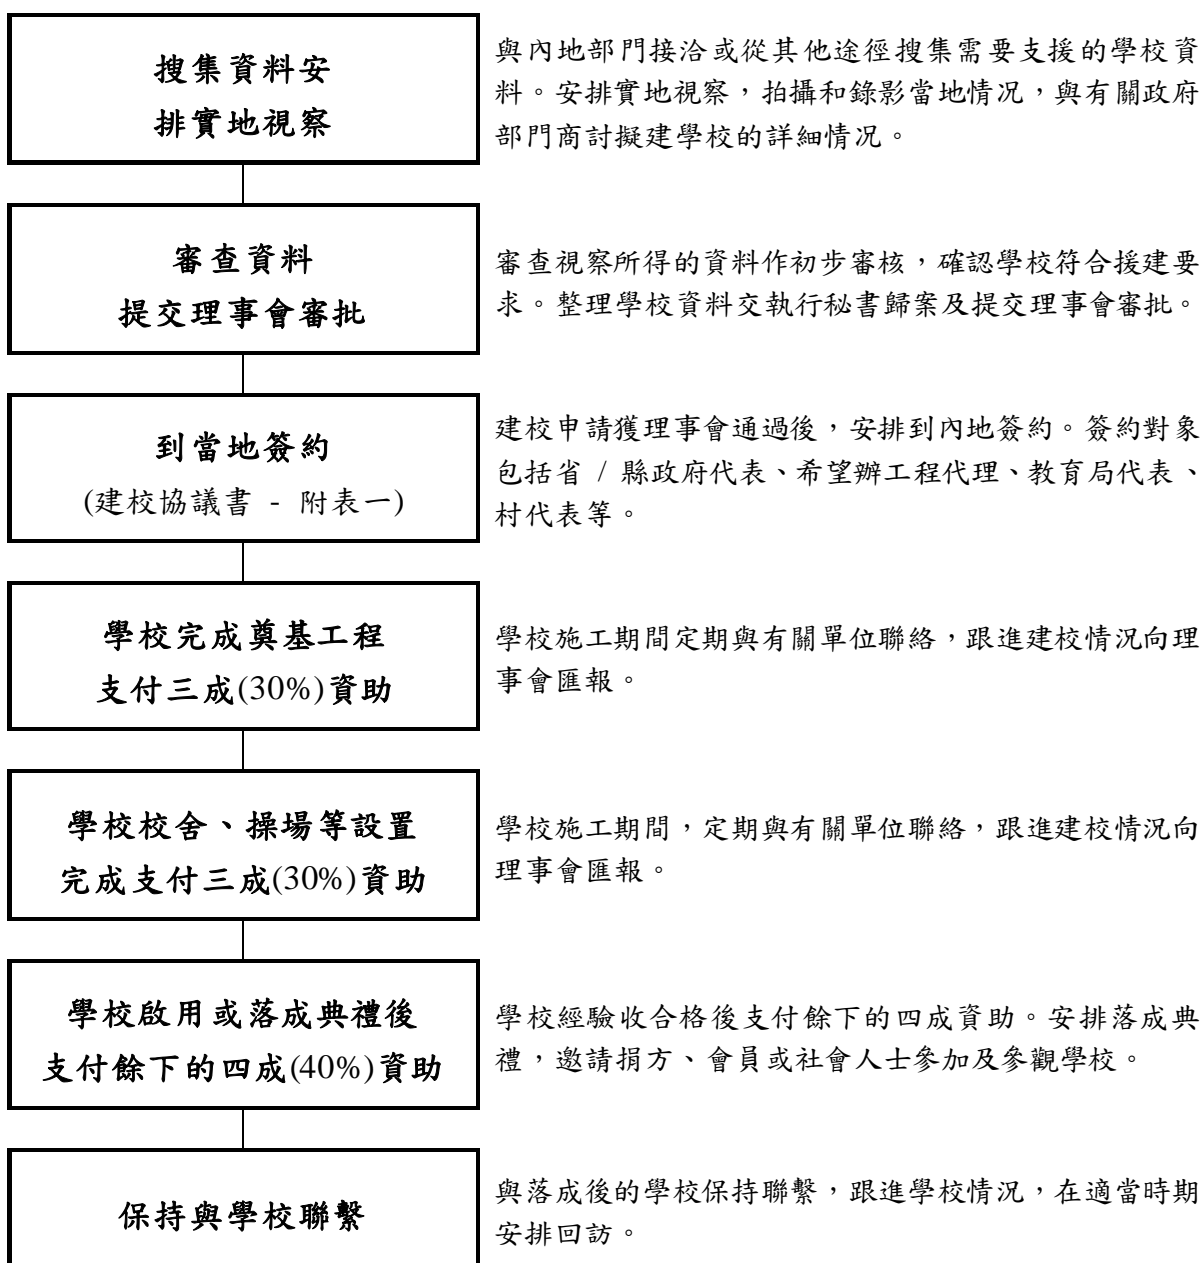 搜集資料安
排實地視察
與內地部門接洽或從其他途徑搜集需要支援的學校資
料。安排實地視察，拍攝和錄影當地情況，與有關政府
部門商討擬建學校的詳細情況。
審查資料
提交理事會審批
審查視察所得的資料作初步審核，確認學校符合援建要
求。整理學校資料交執行秘書歸案及提交理事會審批。
到當地簽約
(建校協議書 - 附表一)
建校申請獲理事會通過後，安排到內地簽約。簽約對象
包括省 / 縣政府代表、希望辦工程代理、教育局代表、
村代表等。
學校完成奠基工程
支付三成(30%)資助
學校施工期間定期與有關單位聯絡，跟進建校情況向理
事會匯報。
學校校舍、操場等設置
完成支付三成(30%)資助
學校施工期間，定期與有關單位聯絡，跟進建校情況向
理事會匯報。
學校啟用或落成典禮後
支付餘下的四成(40%)資助
學校經驗收合格後支付餘下的四成資助。安排落成典
禮，邀請捐方、會員或社會人士參加及參觀學校。
保持與學校聯繫
與落成後的學校保持聯繫，跟進學校情況，在適當時期
安排回訪。